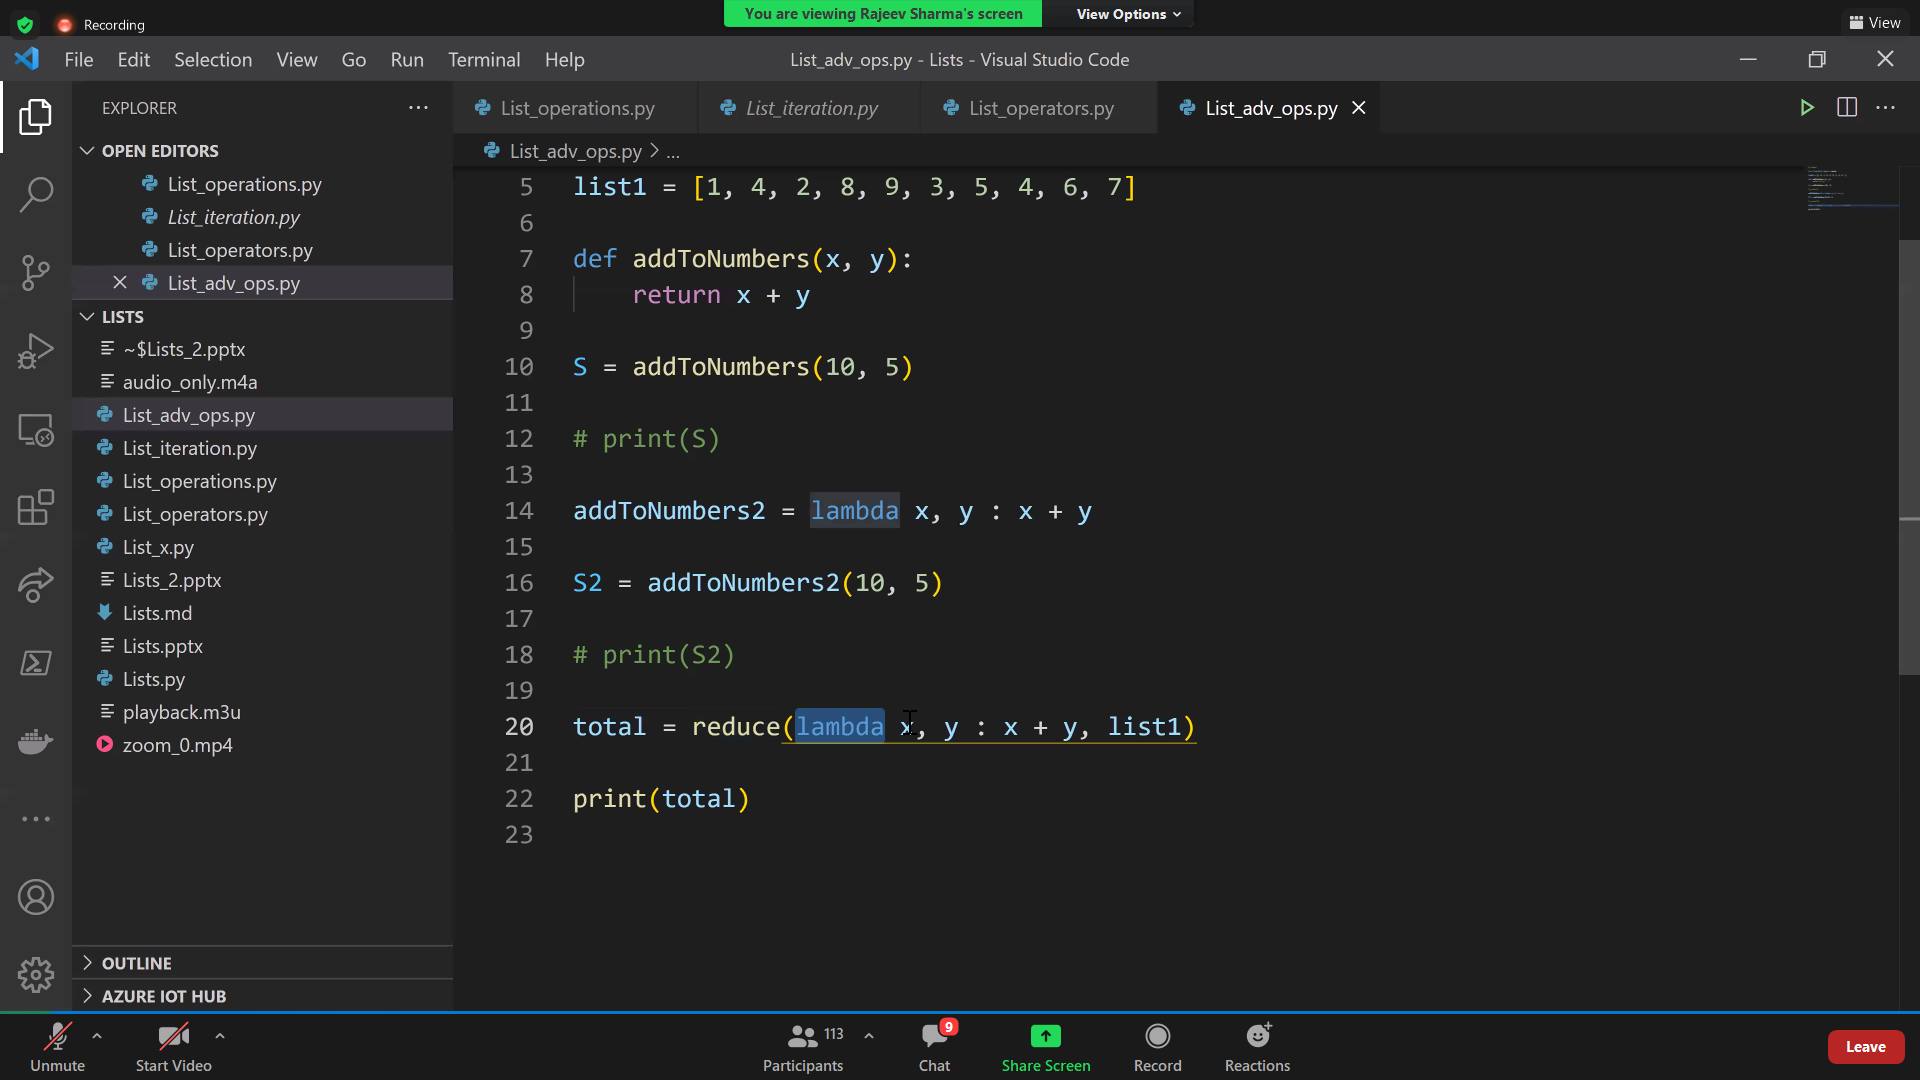 Recording
You are viewing Rajeev Sharma's screen
View Options
View
File Edit Selection View Go Run Terminal Help
List_adv_ops.py - Lists - Visual Studio Code
EXPLORER
List_operations.py
List_iteration.py
List_operators.py
List_adv_ops.py
List_adv_ops.py > ...
OPEN EDITORS
List_operations.py
List_iteration.py
List_operators.py
List_adv_ops.py
LISTS
~$Lists_2.pptx
audio_only.m4a
List_adv_ops.py
List_iteration.py
List_operations.py
List_operators.py
List_x.py
Lists_2.pptx
Lists.md
Lists.pptx
Lists.py
playback.m3u
zoom_0.mp4
OUTLINE
AZURE IOT HUB
5 list1 = [1, 4, 2, 8, 9, 3, 5, 4, 6, 7]
6
7 def addToNumbers(x, y):
8 return x + y
9
10 S = addToNumbers(10, 5)
11
12 # print(S)
13
14 addToNumbers2 = lambda x, y : x + y
15
16 S2 = addToNumbers2(10, 5)
17
18 # print(S2)
19
20 total = reduce(lambda x, y : x + y, list1)
21
22 print(total)
23
Unmute
Start Video
113
Participants
9
Chat
Share Screen
Record
Reactions
Leave